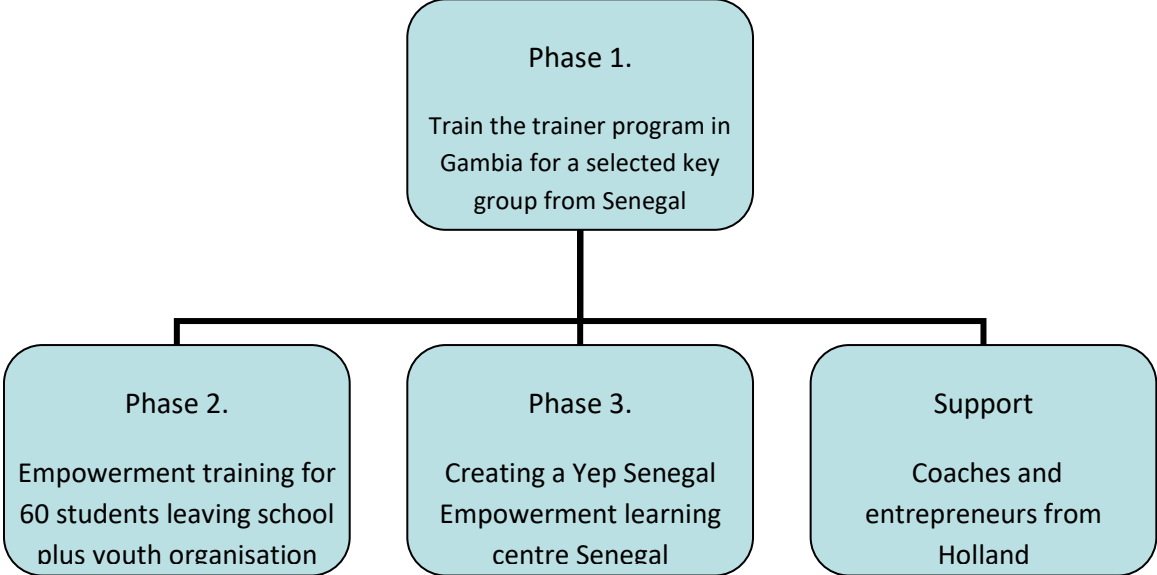 Phase 1.
Train the trainer program in
Gambia for a selected key
group from Senegal
Phase 2.
Empowerment training for
60 students leaving school
plus youth organisation
Phase 3.
Creating a Yep Senegal
Empowerment learning
centre Senegal
Support
Coaches and
entrepreneurs from
Holland